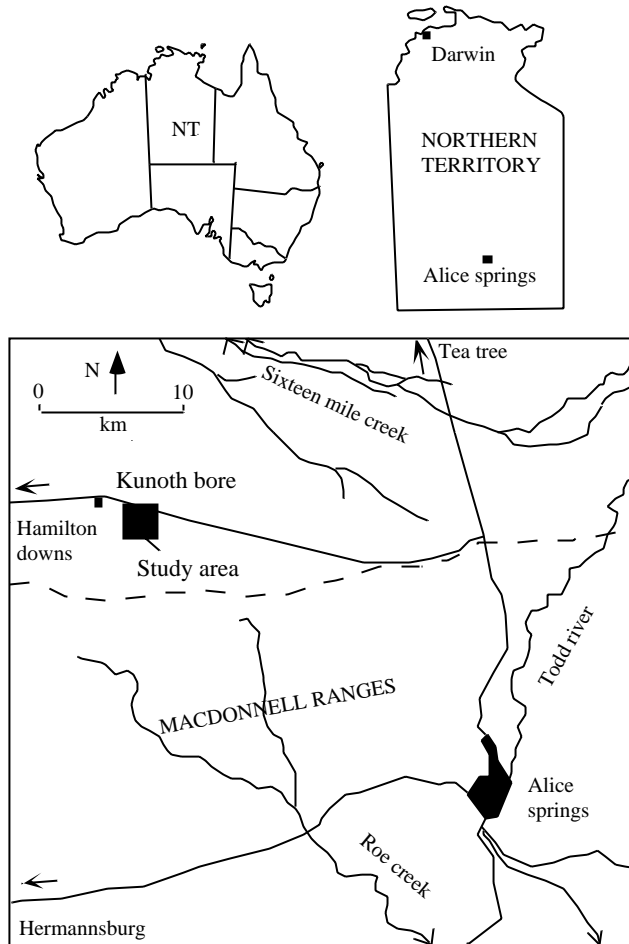 NT
Darwin
NORTHERN
TERRITORY
Alice springs
N
0 10
km
Tea tree
Sixteen mile creek
Kunoth bore
Hamilton
downs
Study area
Todd river
MACDONNELL RANGES
Alice
springs
Roe creek
Hermannsburg